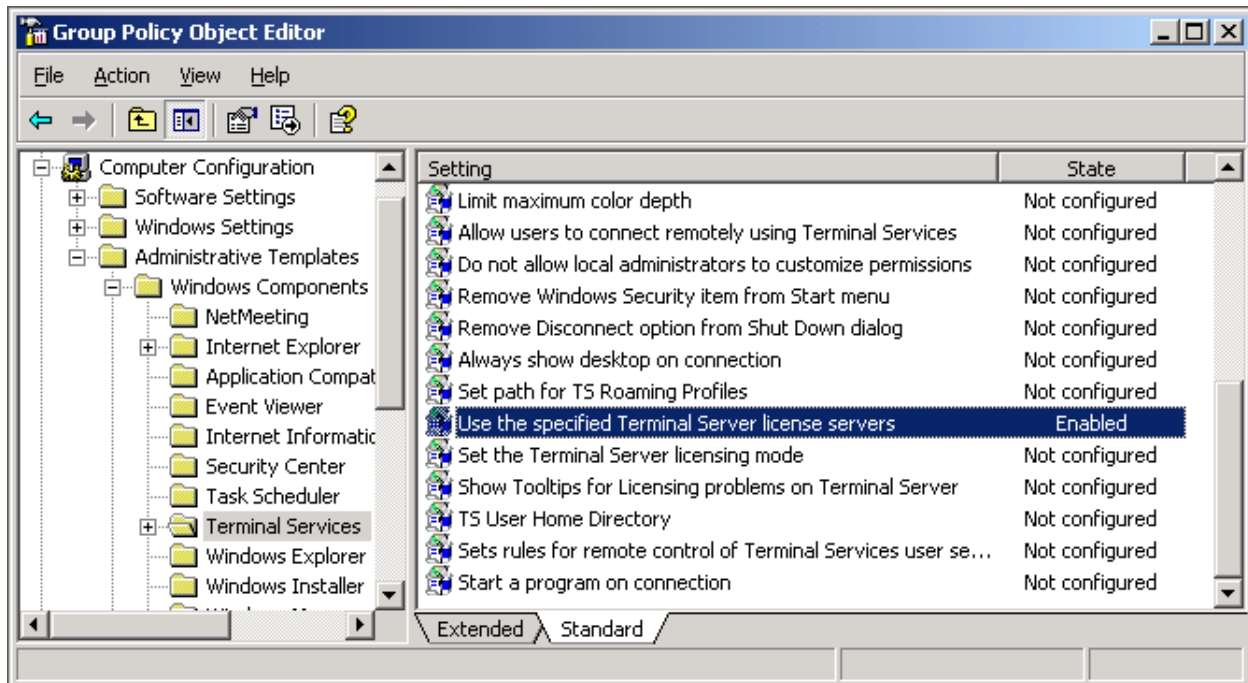 Group Policy Object Editor
File Action View Help
Computer Configuration
Software Settings
Windows Settings
Administrative Templates
Windows Components
NetMeeting
Internet Explorer
Application Compat
Event Viewer
Internet Informatic
Security Center
Task Scheduler
Terminal Services
Windows Explorer
Windows Installer
Setting State
Limit maximum color depth Not configured
Allow users to connect remotely using Terminal Services Not configured
Do not allow local administrators to customize permissions Not configured
Remove Windows Security item from Start menu Not configured
Remove Disconnect option from Shut Down dialog Not configured
Always show desktop on connection Not configured
Set path for TS Roaming Profiles Not configured
Use the specified Terminal Server license servers Enabled
Set the Terminal Server licensing mode Not configured
Show Tooltips for Licensing problems on Terminal Server Not configured
TS User Home Directory Not configured
Sets rules for remote control of Terminal Services user se... Not configured
Start a program on connection Not configured
Extended Standard